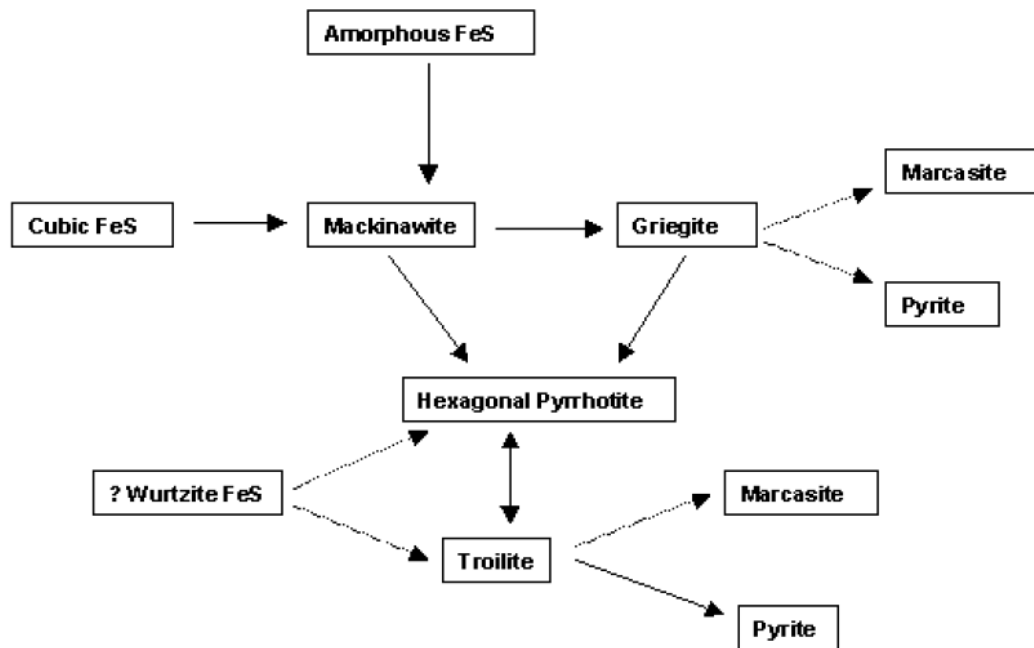 Amorphous FeS
Marcasite
Cubic FeS
Mackinawite
Griegite
Pyrite
Hexagonal Pyrrhotite
? Wurtzite FeS
Marcasite
Troilite
Pyrite